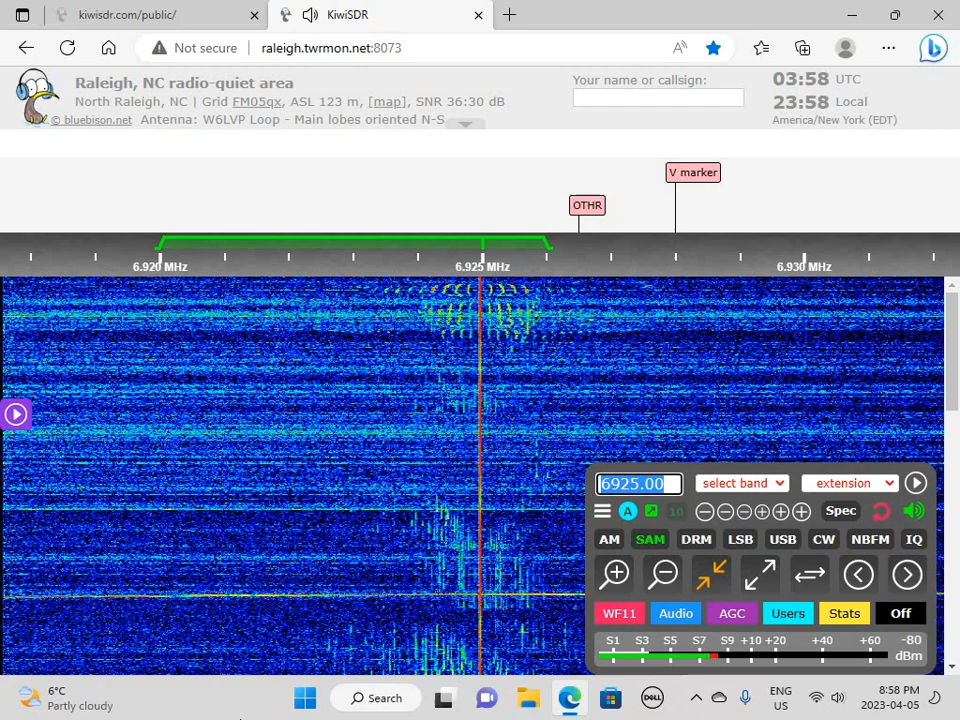 kiwisdr.com/public/
KiwiSDR
Not secure
raleigh.twrmon.net:8073
Raleigh, NC radio-quiet area
North Raleigh, NC | Grid FM05qx, ASL 123 m, [map], SNR 36:30 dB
© bluebison.net Antenna: W6LVP Loop - Main lobes oriented N-S
Your name or callsign:
03:58 UTC
23:58 Local
America/New York (EDT)
V marker
OTHR
6.920 MHz 6.925 MHz 6.930 MHz
6925.00 select band extension
A 10 Spec
AM SAM DRM LSB USB CW NBFM IQ
WF11 Audio AGC Users Stats Off
S1 S3 S5 S7 S9 +10 +20 +40 +60 -80
dBm
6°C
Partly cloudy
Search
DELL
ENG
US
8:58 PM
2023-04-05